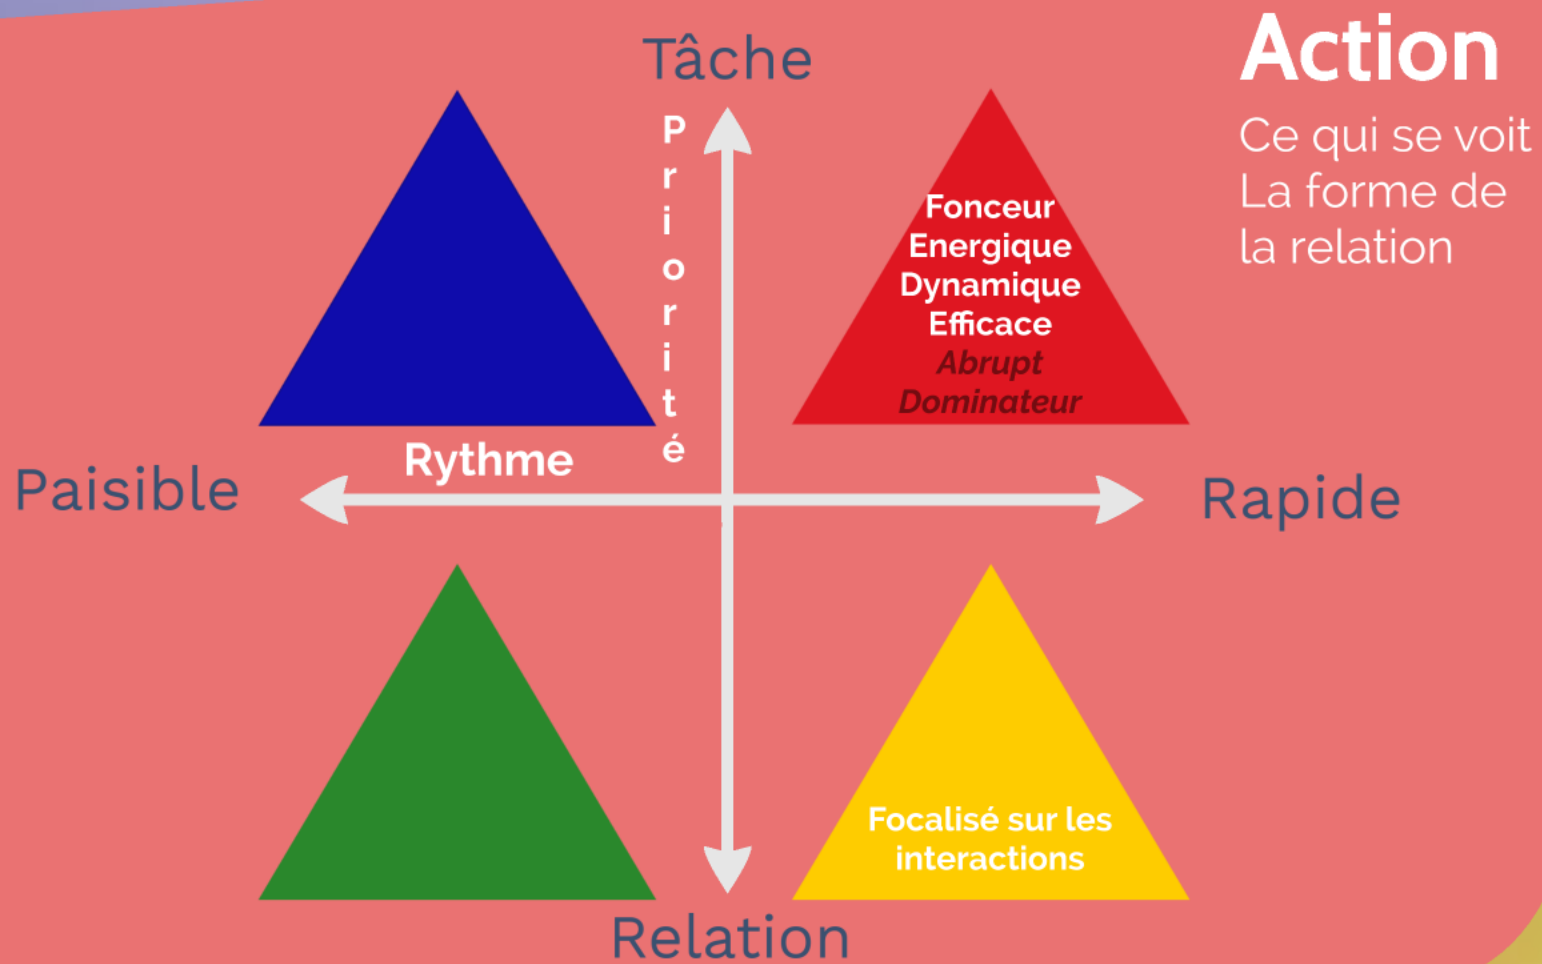 Tâche
Action
Ce qui se voit
La forme de
la relation
Priorité
Fonceur
Energique
Dynamique
Efficace
Abrupt
Dominateur
Rythme
Paisible
Rapide
Focalisé sur les
interactions
Relation